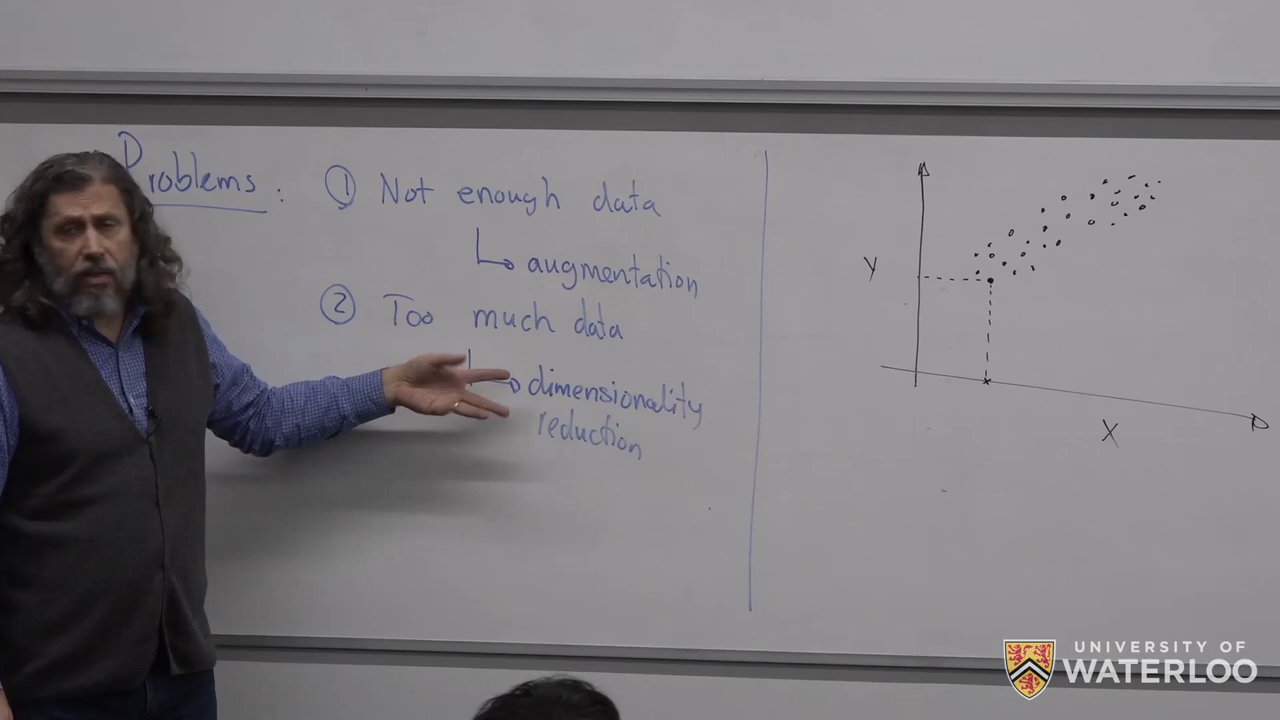 Problems : ① Not enough data
augmentation
② Too much data
dimensionality
reduction
Y
X
UNIVERSITY OF
WATERLOO